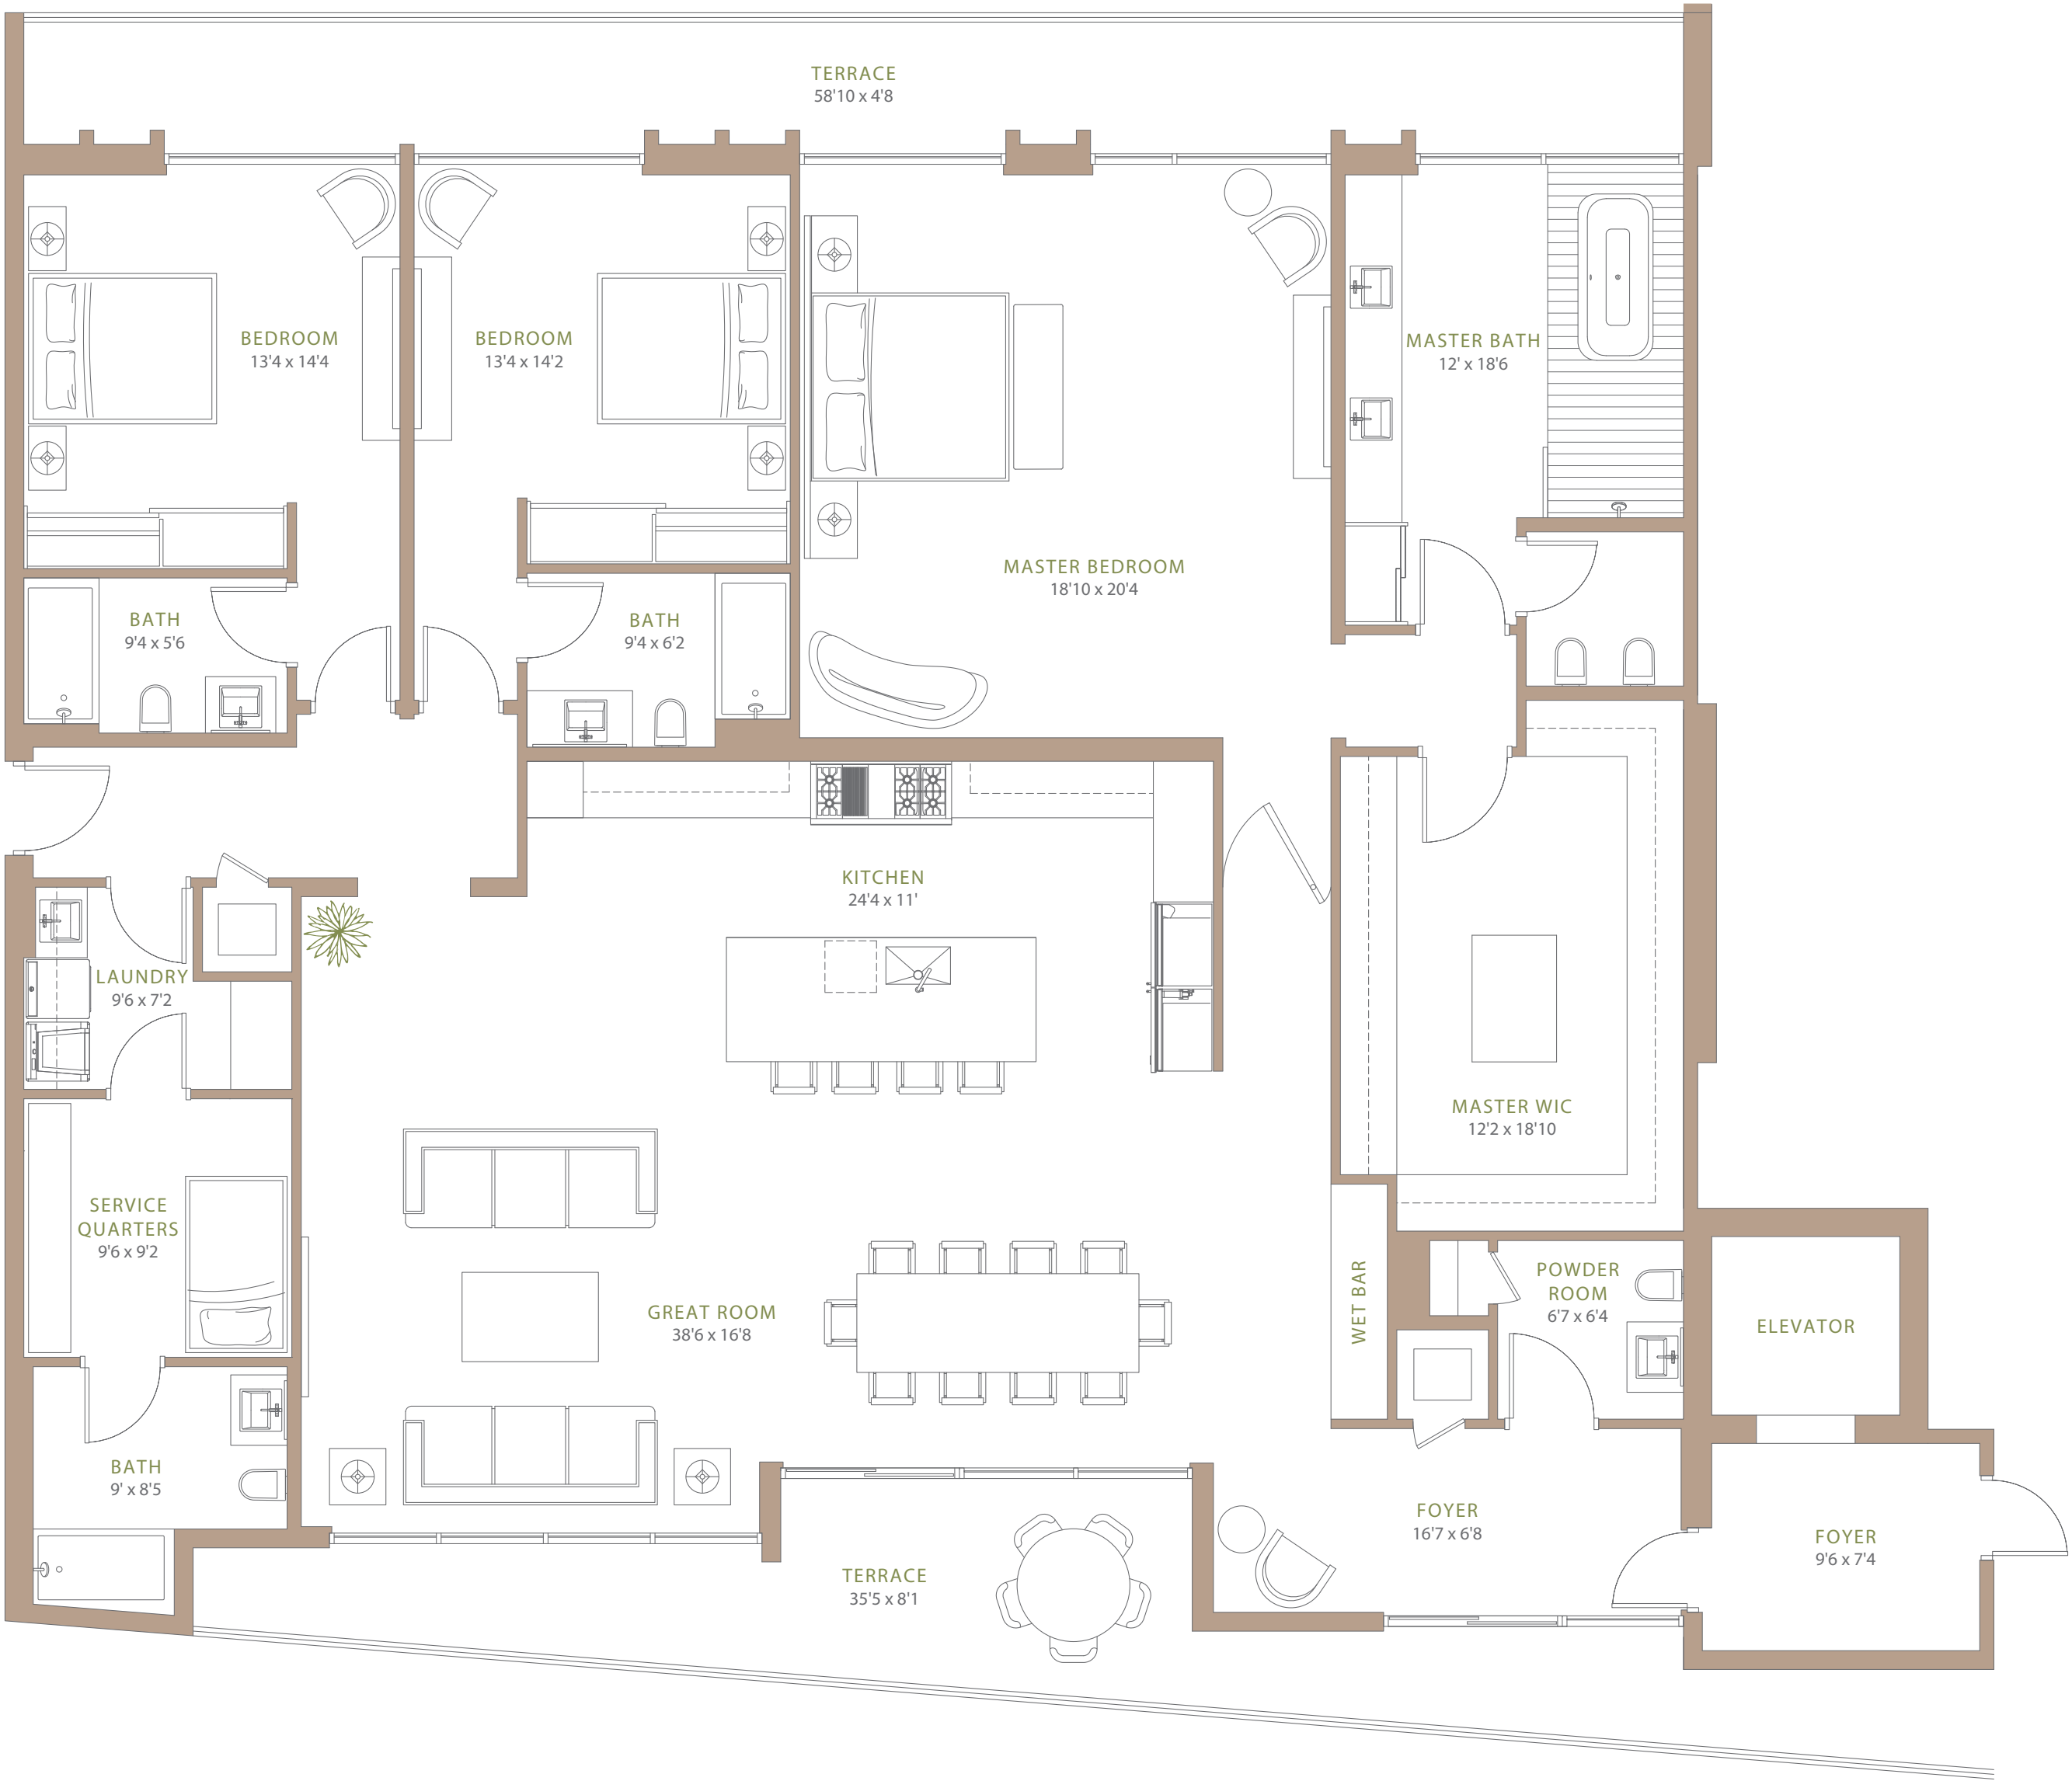 TERRACE
58'10 x 4'8
BEDROOM
13'4 x 14'4
BEDROOM
13'4 x 14'2
MASTER BATH
12' x 18'6
MASTER BEDROOM
18'10 x 20'4
BATH
9'4 x 5'6
BATH
9'4 x 6'2
KITCHEN
24'4 x 11'
LAUNDRY
9'6 x 7'2
MASTER WIC
12'2 x 18'10
SERVICE
QUARTERS
9'6 x 9'2
GREAT ROOM
38'6 x 16'8
WET BAR
POWDER
ROOM
6'7 x 6'4
ELEVATOR
BATH
9' x 8'5
FOYER
16'7 x 6'8
FOYER
9'6 x 7'4
TERRACE
35'5 x 8'1